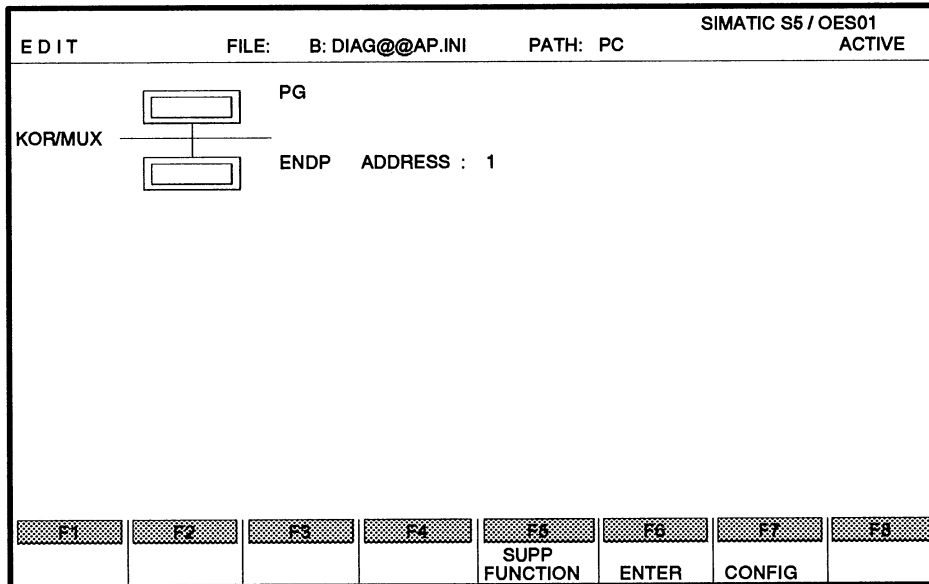 SIMATIC S5 / OES01
EDIT FILE: B: DIAG@@AP.INI PATH: PC ACTIVE
PG
KOR/MUX
ENDP ADDRESS : 1
F1 F2 F3 F4 F5 F6 F7 F8
SUPP
FUNCTION ENTER CONFIG